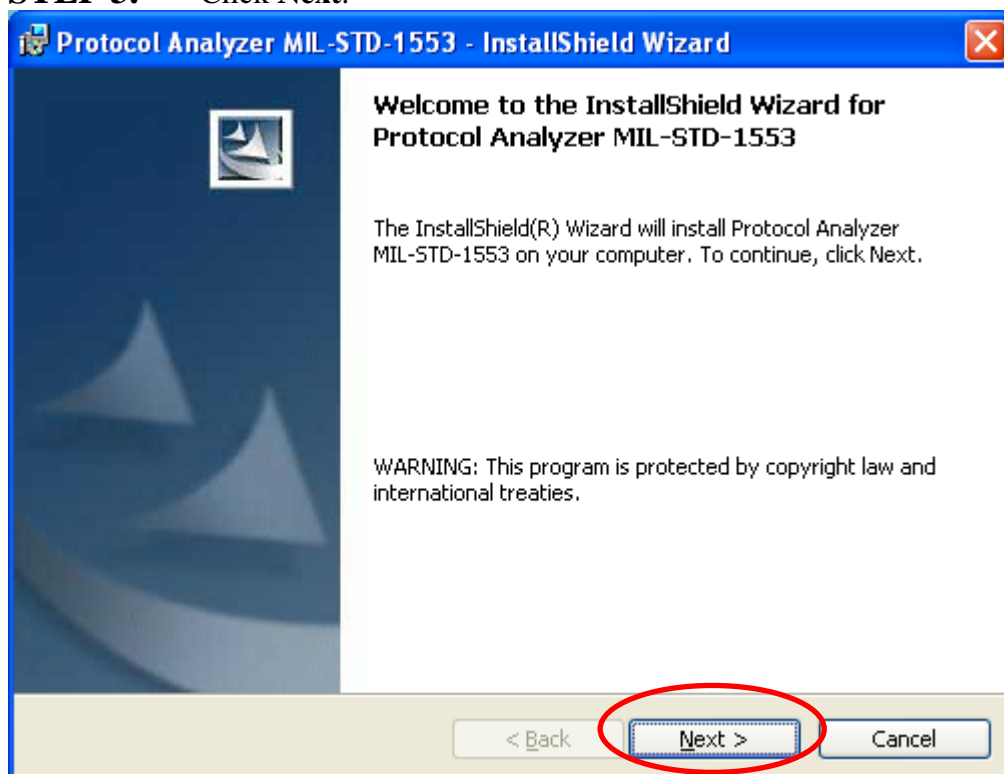 STEP 3. Click Next.
Protocol Analyzer MIL-STD-1553 - InstallShield Wizard
Welcome to the InstallShield Wizard for
Protocol Analyzer MIL-STD-1553
The InstallShield(R) Wizard will install Protocol Analyzer
MIL-STD-1553 on your computer. To continue, click Next.
WARNING: This program is protected by copyright law and
international treaties.
< Back Next > Cancel